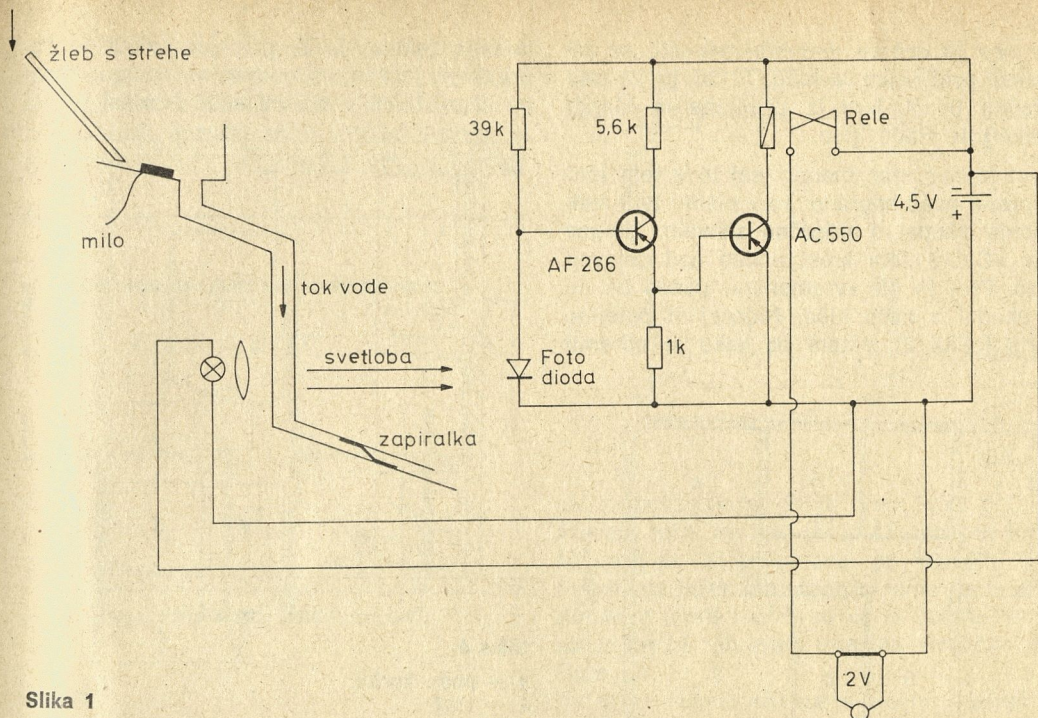 žleb s strehe
milo
tok vode
svetloba
zapiralka
39k
5,6k
Rele
4,5 V
−
+
AF 266
AC 550
Foto
dioda
1k
2V
Slika 1